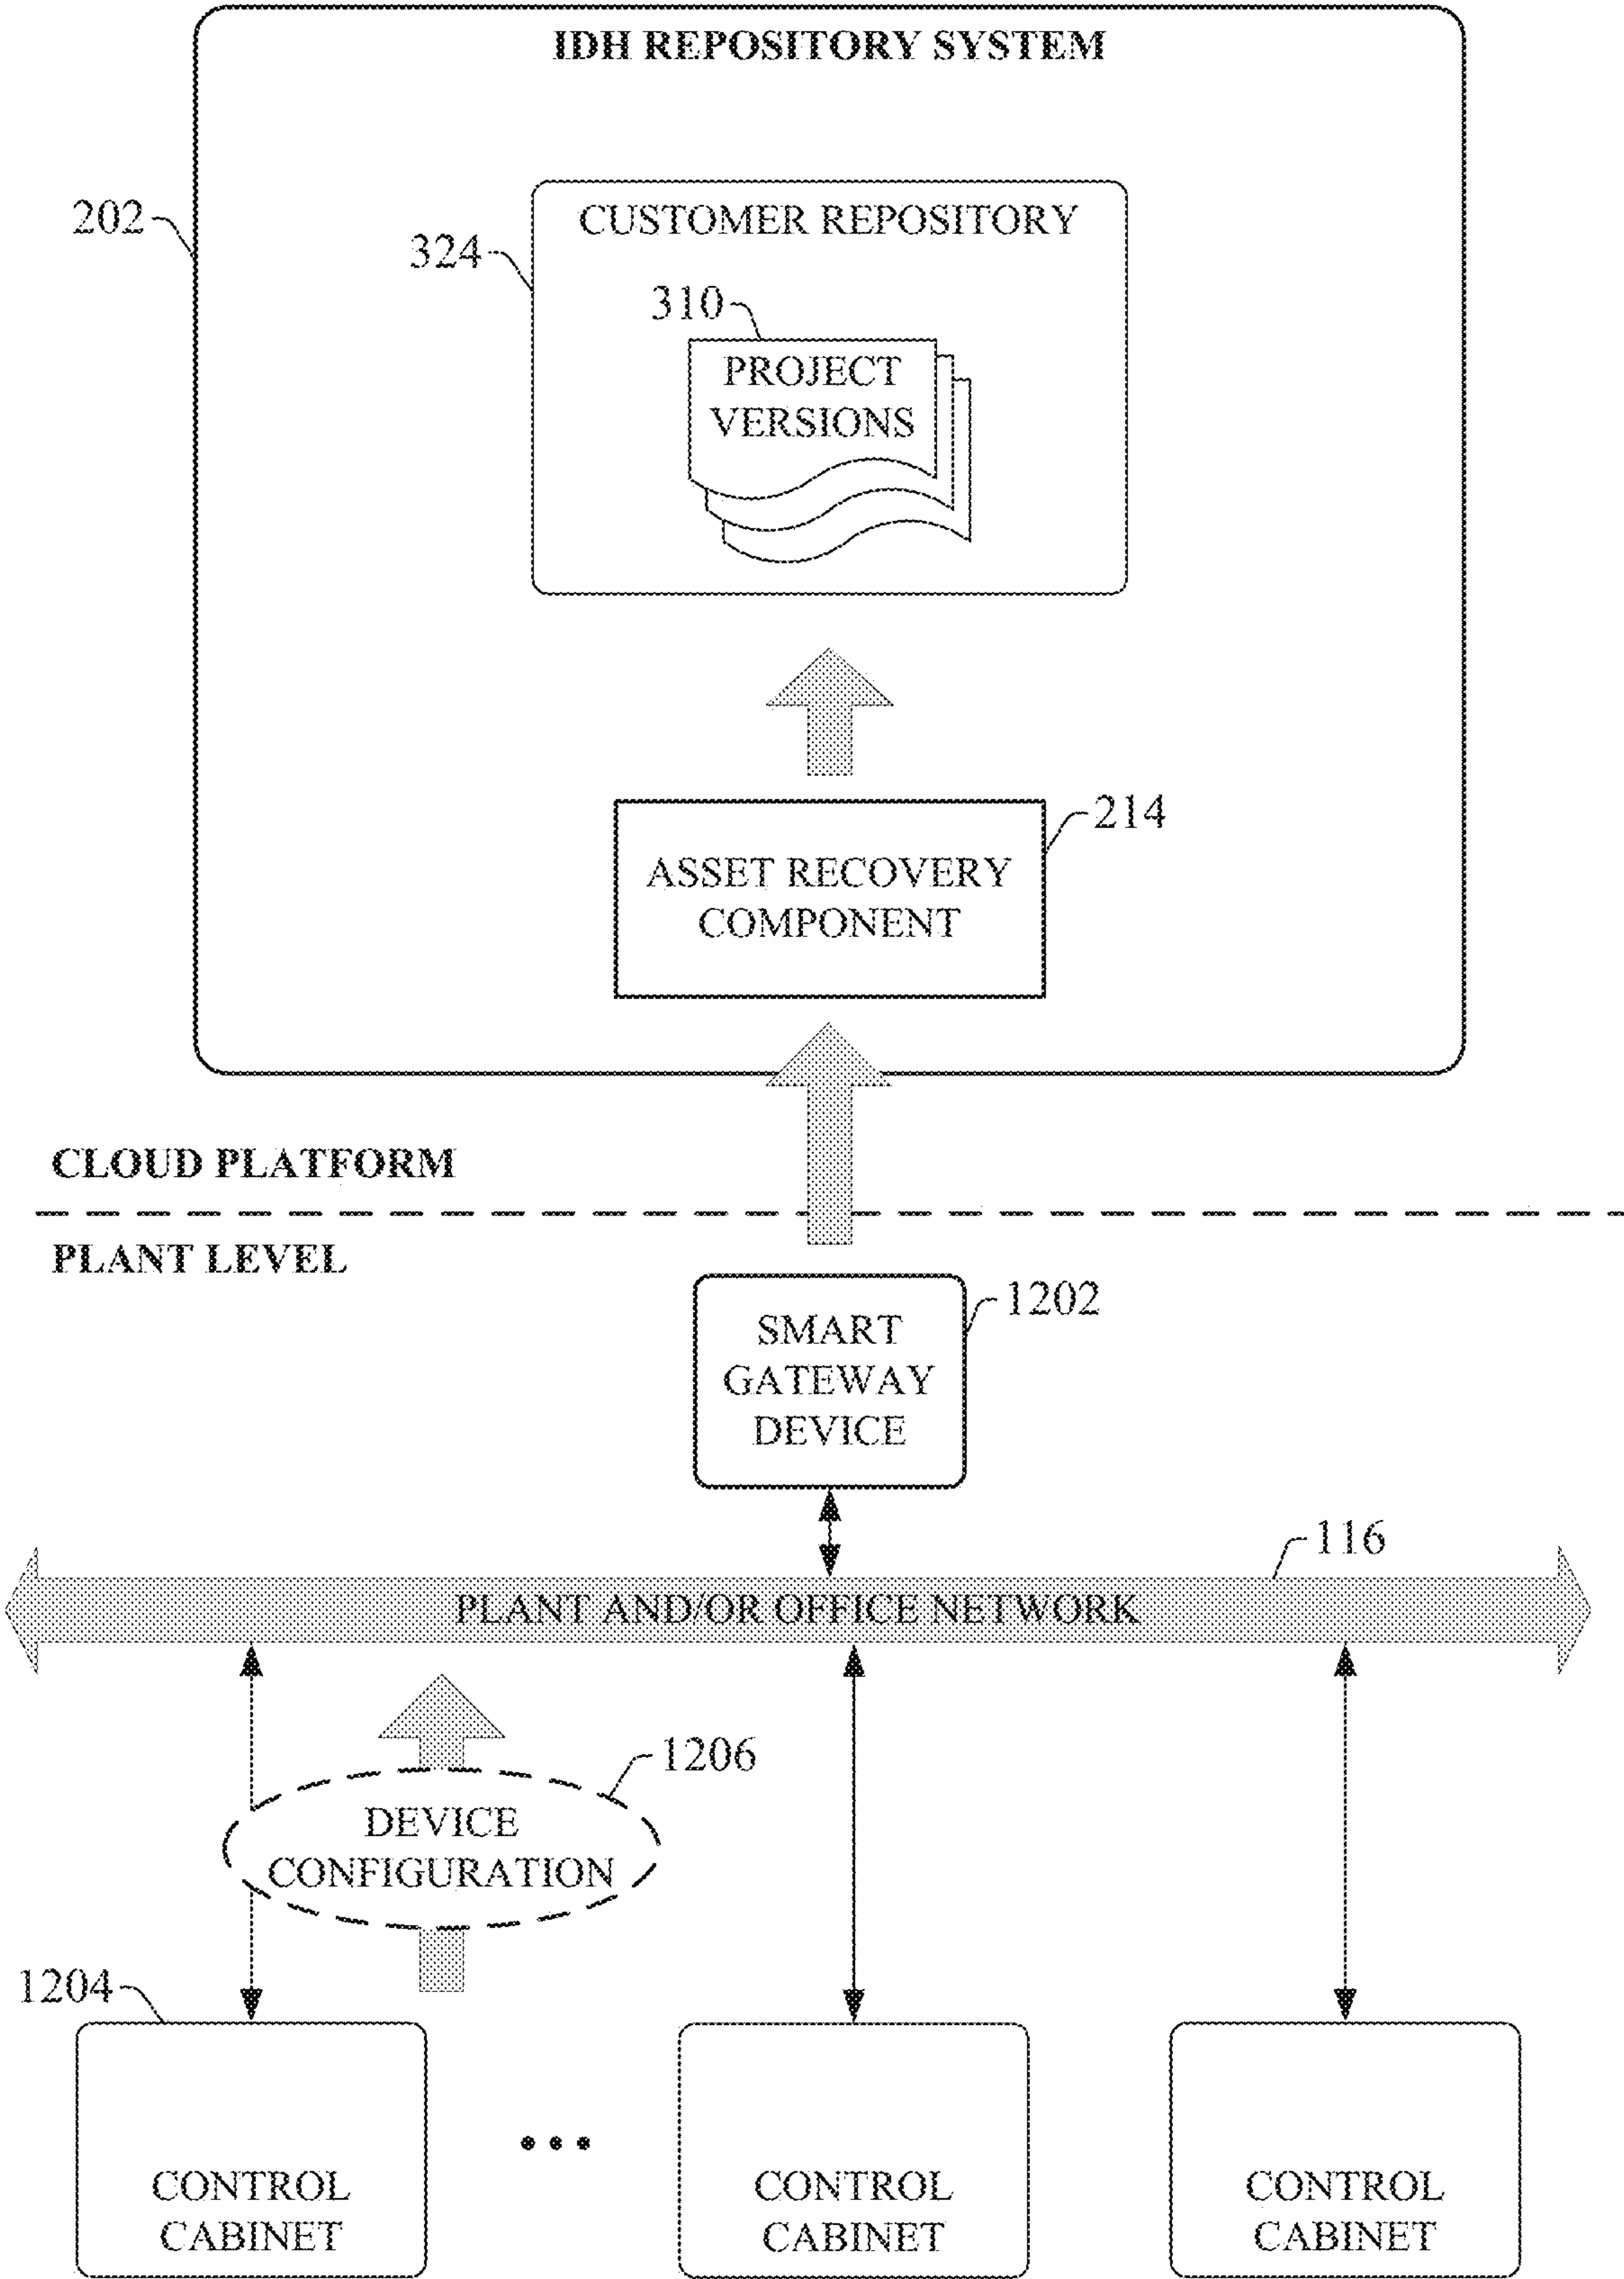 IDH REPOSITORY SYSTEM
202
CUSTOMER REPOSITORY
324
310
PROJECT
VERSIONS
214
ASSET RECOVERY
COMPONENT
CLOUD PLATFORM
PLANT LEVEL
1202
SMART
GATEWAY
DEVICE
116
PLANT AND/OR OFFICE NETWORK
1206
DEVICE
CONFIGURATION
1204
CONTROL
CABINET
•••
CONTROL
CABINET
CONTROL
CABINET